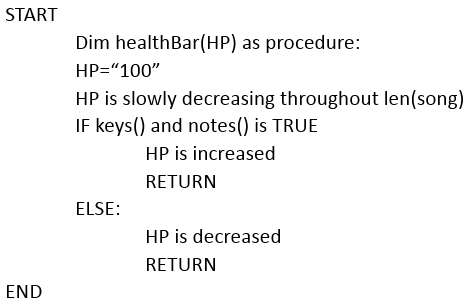 START
Dim healthBar(HP) as procedure:
HP=“100”
HP is slowly decreasing throughout len(song)
IF keys() and notes() is TRUE
HP is increased
RETURN
ELSE:
HP is decreased
RETURN
END